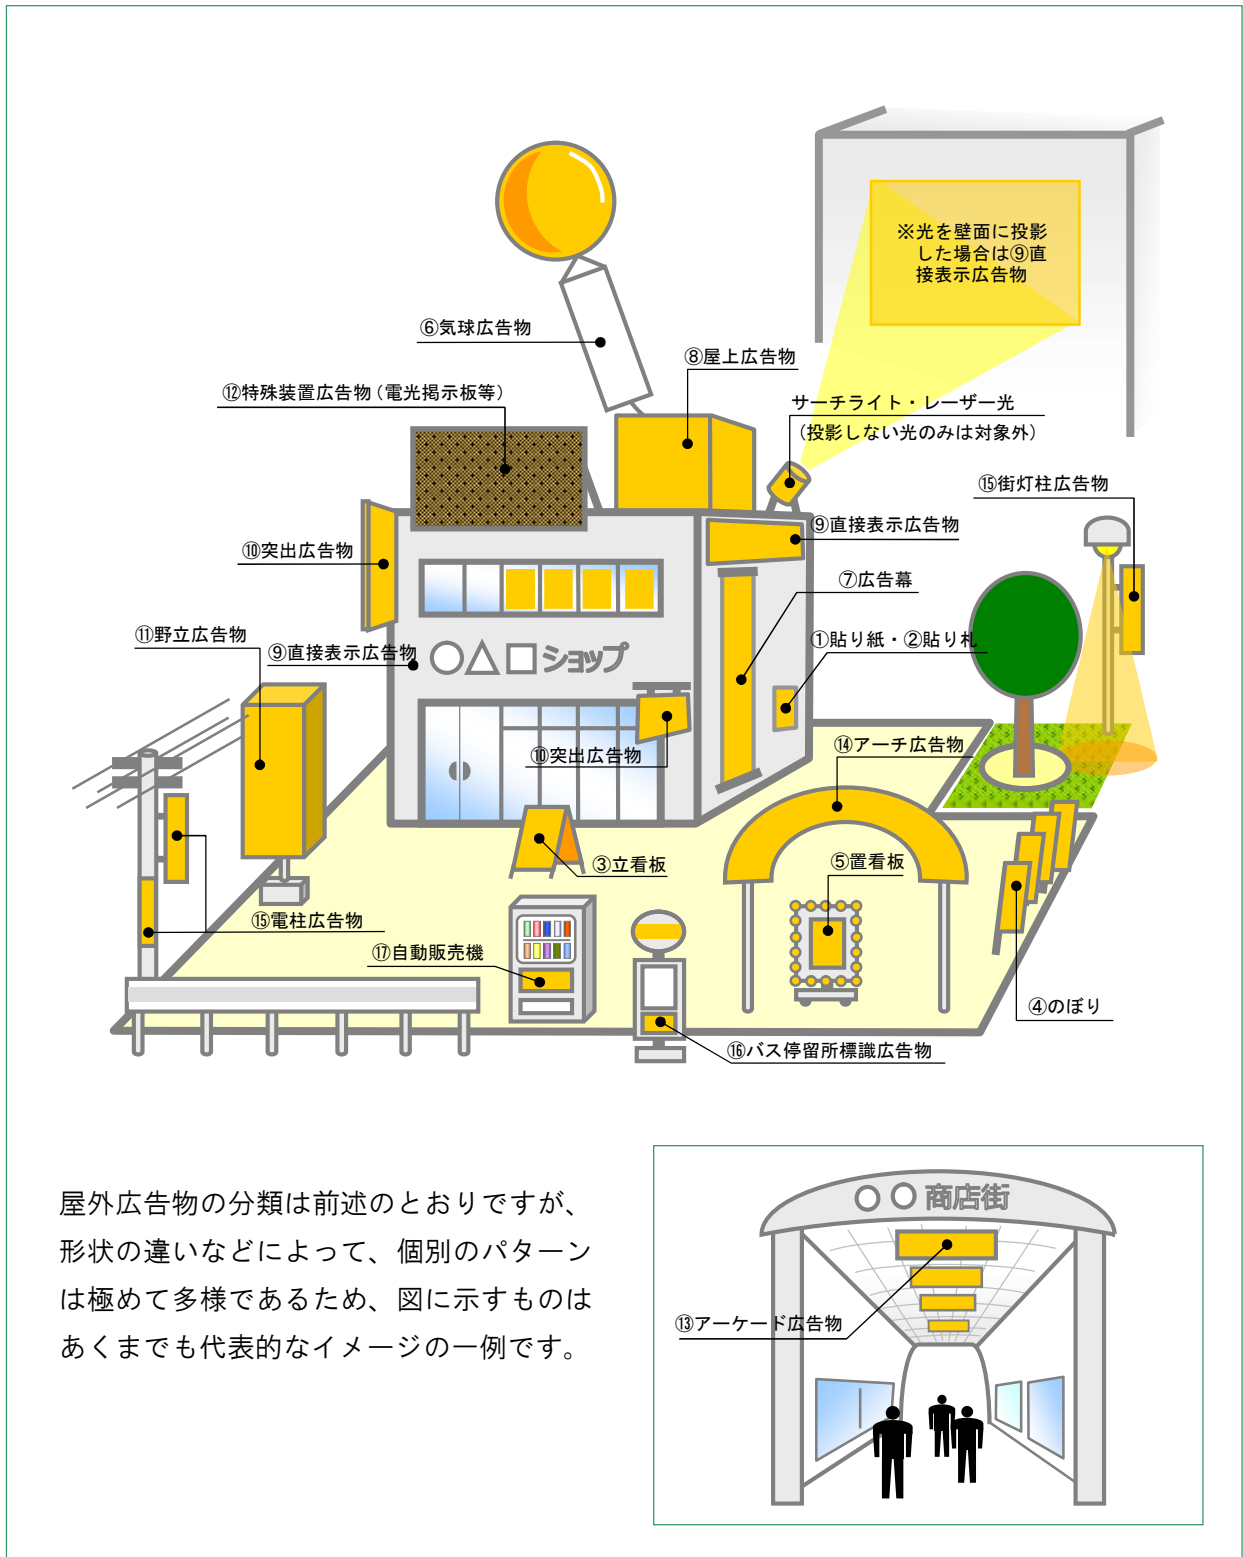 ※光を壁面に投影
した場合は⑨直
接表示広告物
⑥気球広告物
⑧屋上広告物
⑫特殊装置広告物（電光掲示板等）
サーチライト・レーザー光
（投影しない光のみは対象外）
⑮街灯柱広告物
⑨直接表示広告物
⑩突出広告物
⑦広告幕
⑪野立広告物
①貼り紙・②貼り札
⑨直接表示広告物
○△□ショップ
⑭アーチ広告物
⑩突出広告物
③立看板
⑤置看板
⑮電柱広告物
⑰自動販売機
④のぼり
⑯バス停留所標識広告物
屋外広告物の分類は前述のとおりですが、
形状の違いなどによって、個別のパターン
は極めて多様であるため、図に示すものは
あくまでも代表的なイメージの一例です。
○○商店街
⑬アーケード広告物